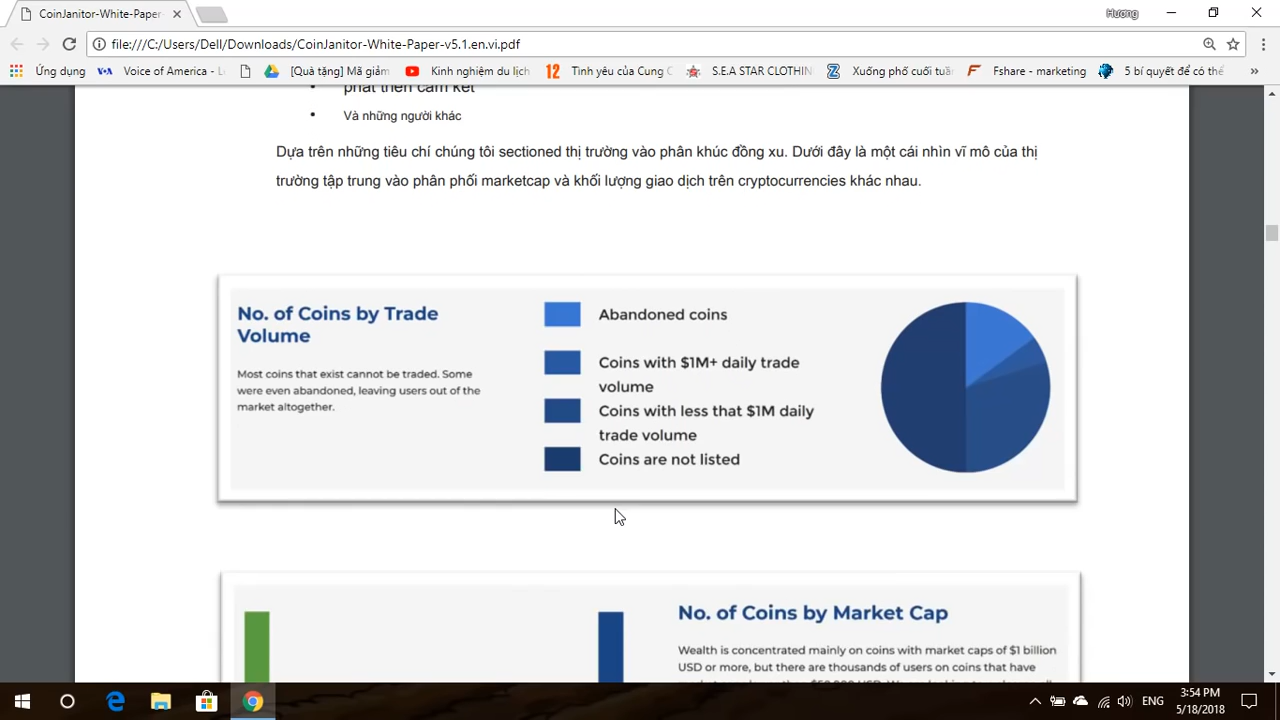 CoinJanitor-White-Paper-
Hương
file:///C:/Users/Dell/Downloads/CoinJanitor-White-Paper-v5.1.en.vi.pdf
Ứng dụng
VOA
Voice of America - L
[Quà tặng] Mã giảm
Kinh nghiệm du lịch
12
Tình yêu của Cung
S.E.A STAR CLOTHIN
Z
Xuống phố cuối tuần
F
Fshare - marketing
5 bí quyết để có thể
»
• phát triển cam kết
• Và những người khác
Dựa trên những tiêu chí chúng tôi sectioned thị trường vào phân khúc đồng xu. Dưới đây là một cái nhìn vĩ mô của thị
trường tập trung vào phân phối marketcap và khối lượng giao dịch trên cryptocurrencies khác nhau.
No. of Coins by Trade
Volume
Most coins that exist cannot be traded. Some
were even abandoned, leaving users out of the
market altogether.
Abandoned coins
Coins with $1M+ daily trade
volume
Coins with less that $1M daily
trade volume
Coins are not listed
No. of Coins by Market Cap
Wealth is concentrated mainly on coins with market caps of $1 billion
USD or more, but there are thousands of users on coins that have
ENG
3:54 PM
5/18/2018